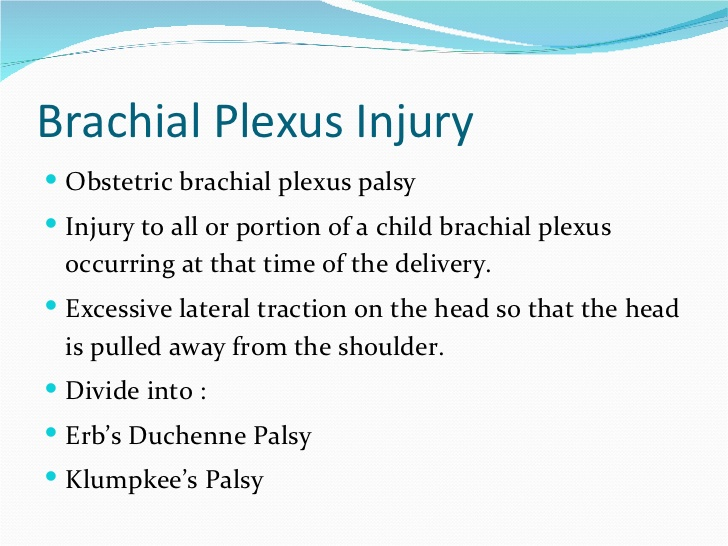 Brachial Plexus Injury
• Obstetric brachial plexus palsy
• Injury to all or portion of a child brachial plexus
occurring at that time of the delivery.
• Excessive lateral traction on the head so that the head
is pulled away from the shoulder.
• Divide into :
• Erb’s Duchenne Palsy
• Klumpkee’s Palsy